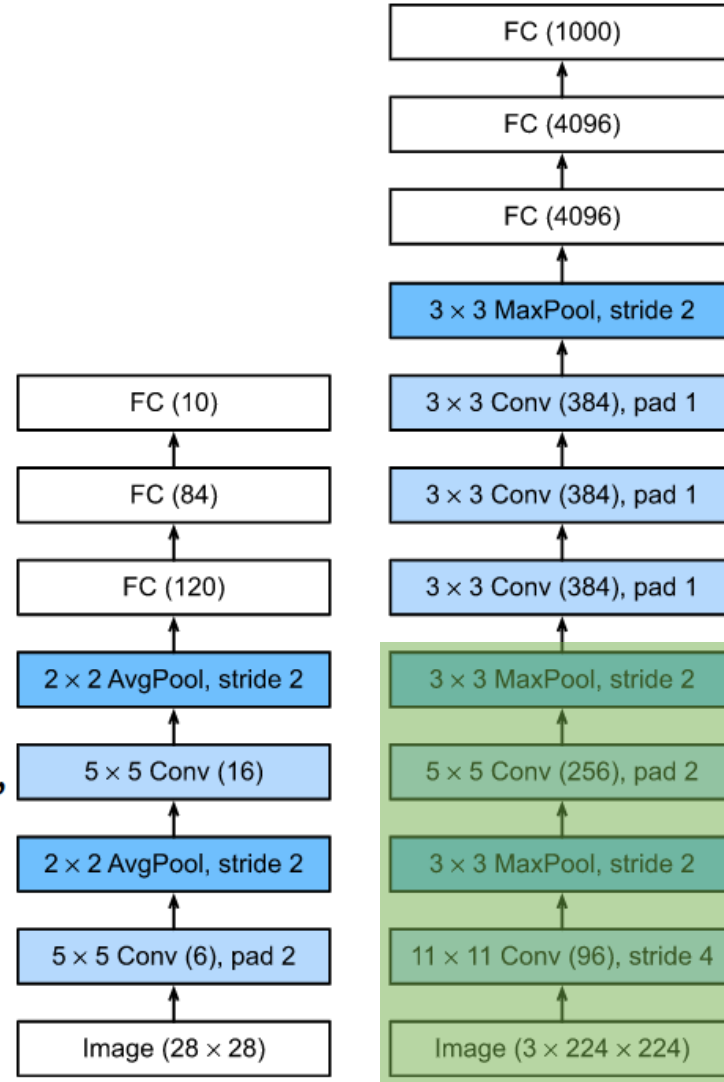 FC (1000)
FC (4096)
FC (4096)
3 × 3 MaxPool, stride 2
3 × 3 Conv (384), pad 1
3 × 3 Conv (384), pad 1
3 × 3 Conv (384), pad 1
3 × 3 MaxPool, stride 2
5 × 5 Conv (256), pad 2
3 × 3 MaxPool, stride 2
11 × 11 Conv (96), stride 4
Image (3 × 224 × 224)
FC (10)
FC (84)
FC (120)
2 × 2 AvgPool, stride 2
5 × 5 Conv (16)
,
2 × 2 AvgPool, stride 2
5 × 5 Conv (6), pad 2
Image (28 × 28)